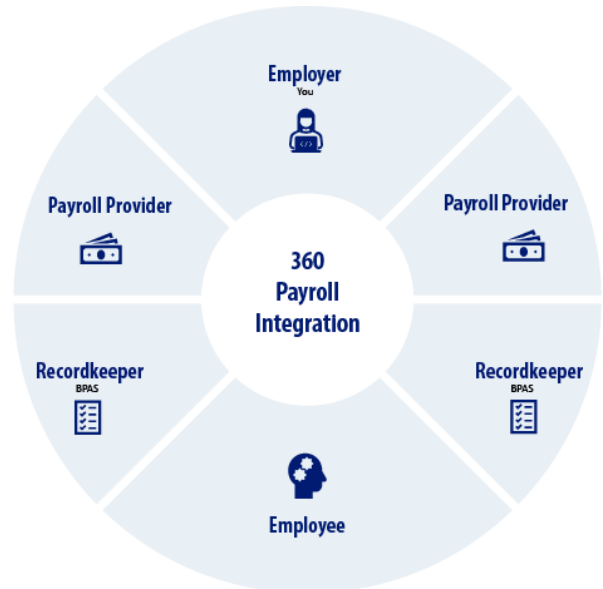 Employer
You
Payroll Provider
Payroll Provider
360
Payroll
Integration
Recordkeeper
BPAS
Recordkeeper
BPAS
Employee